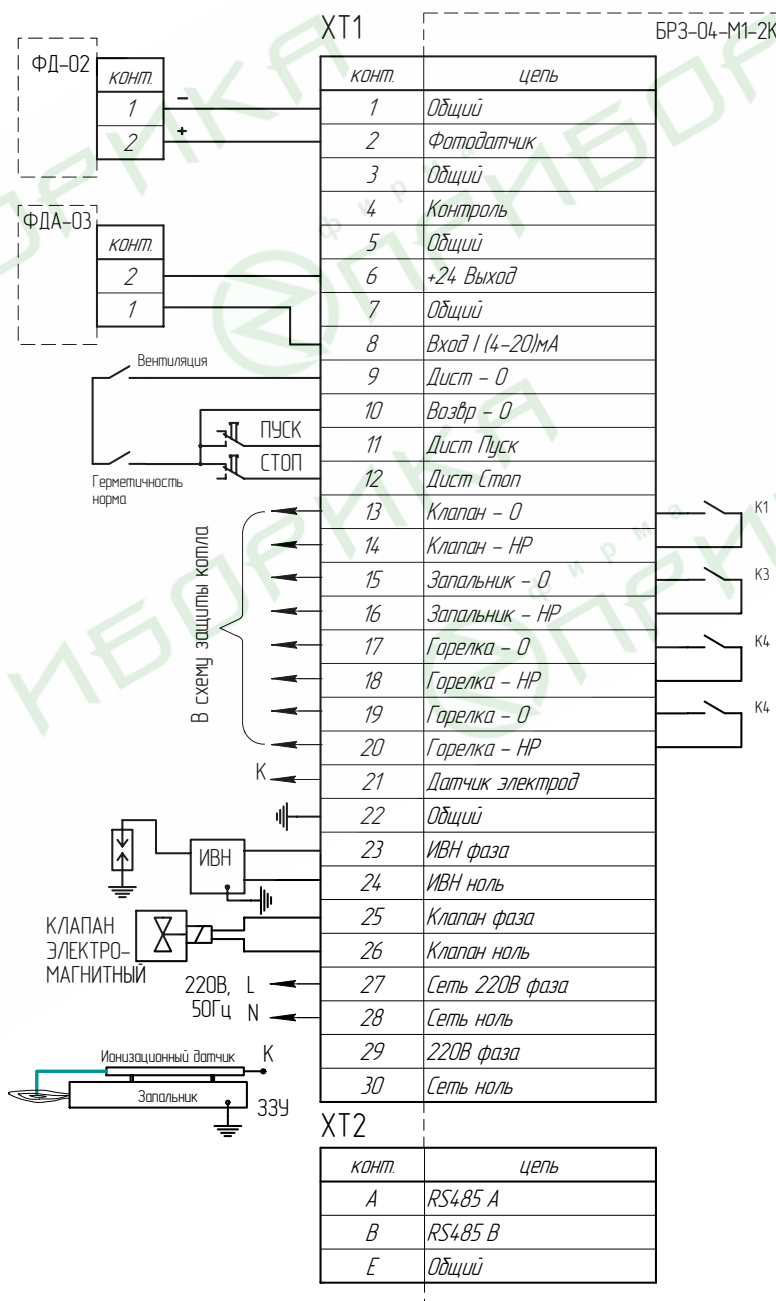 XT1
БРЗ-04-М1-2К
ФД-02
конт.
1 -
2 +
ФДА-03
конт.
2
1
конт. цепь
1 Общий
2 Фотодатчик
3 Общий
4 Контроль
5 Общий
6 +24 Выход
7 Общий
8 Вход I (4-20)мА
9 Дист - О
10 Возвр - О
11 Дист Пуск
12 Дист Стоп
13 Клапан - О
14 Клапан - НР
15 Запальник - О
16 Запальник - НР
17 Горелка - О
18 Горелка - НР
19 Горелка - О
20 Горелка - НР
21 Датчик электрод
22 Общий
23 ИВН фаза
24 ИВН ноль
25 Клапан фаза
26 Клапан ноль
27 Сеть 220В фаза
28 Сеть ноль
29 220В фаза
30 Сеть ноль
Вентиляция
ПУСК
СТОП
Герметичность
норма
В схему защиты котла
К1
К3
К4
К4
К
ИВН
КЛАПАН
ЭЛЕКТРО-
МАГНИТНЫЙ
220В, L
50Гц N
Ионизационный датчик К
Запальник
ЗЗУ
XT2
конт. цепь
A RS485 A
B RS485 B
E Общий
фирма
ПРИБОРИКА
фирма
ПРИБОРИКА